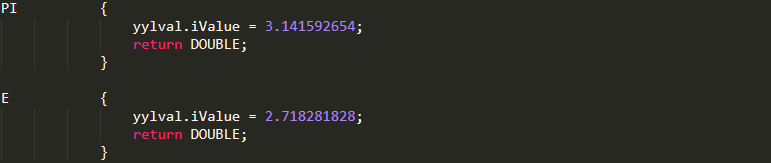 PI {
yylval.iValue = 3.141592654;
return DOUBLE;
}
E {
yylval.iValue = 2.718281828;
return DOUBLE;
}